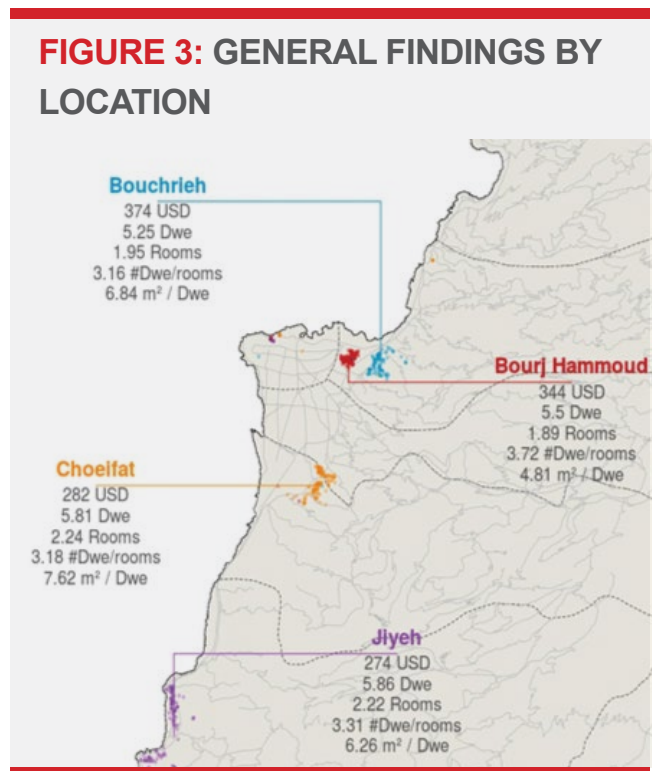 FIGURE 3: GENERAL FINDINGS BY
LOCATION
Bouchrieh
374 USD
5.25 Dwe
1.95 Rooms
3.16 #Dwe/rooms
6.84 m² / Dwe
Bourj Hammoud
344 USD
5.5 Dwe
1.89 Rooms
3.72 #Dwe/rooms
4.81 m² / Dwe
Choeifat
282 USD
5.81 Dwe
2.24 Rooms
3.18 #Dwe/rooms
7.62 m² / Dwe
Jiyeh
274 USD
5.86 Dwe
2.22 Rooms
3.31 #Dwe/rooms
6.26 m² / Dwe